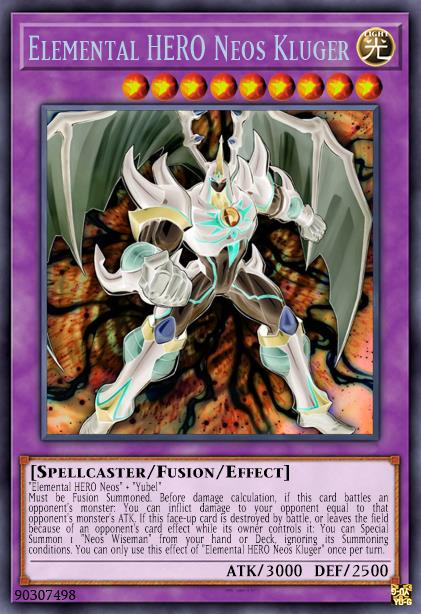 Elemental HERO Neos Kluger
LIGHT
光
[Spellcaster/Fusion/Effect]
"Elemental HERO Neos" + "Yubel"
Must be Fusion Summoned. Before damage calculation, if this card battles an
opponent's monster: You can inflict damage to your opponent equal to that
opponent's monster's ATK. If this face-up card is destroyed by battle, or leaves the field
because of an opponent's card effect while its owner controls it: You can Special
Summon 1 "Neos Wiseman" from your hand or Deck, ignoring its Summoning
conditions. You can only use this effect of "Elemental HERO Neos Kluger" once per turn.
ATK/3000 DEF/2500
90307498